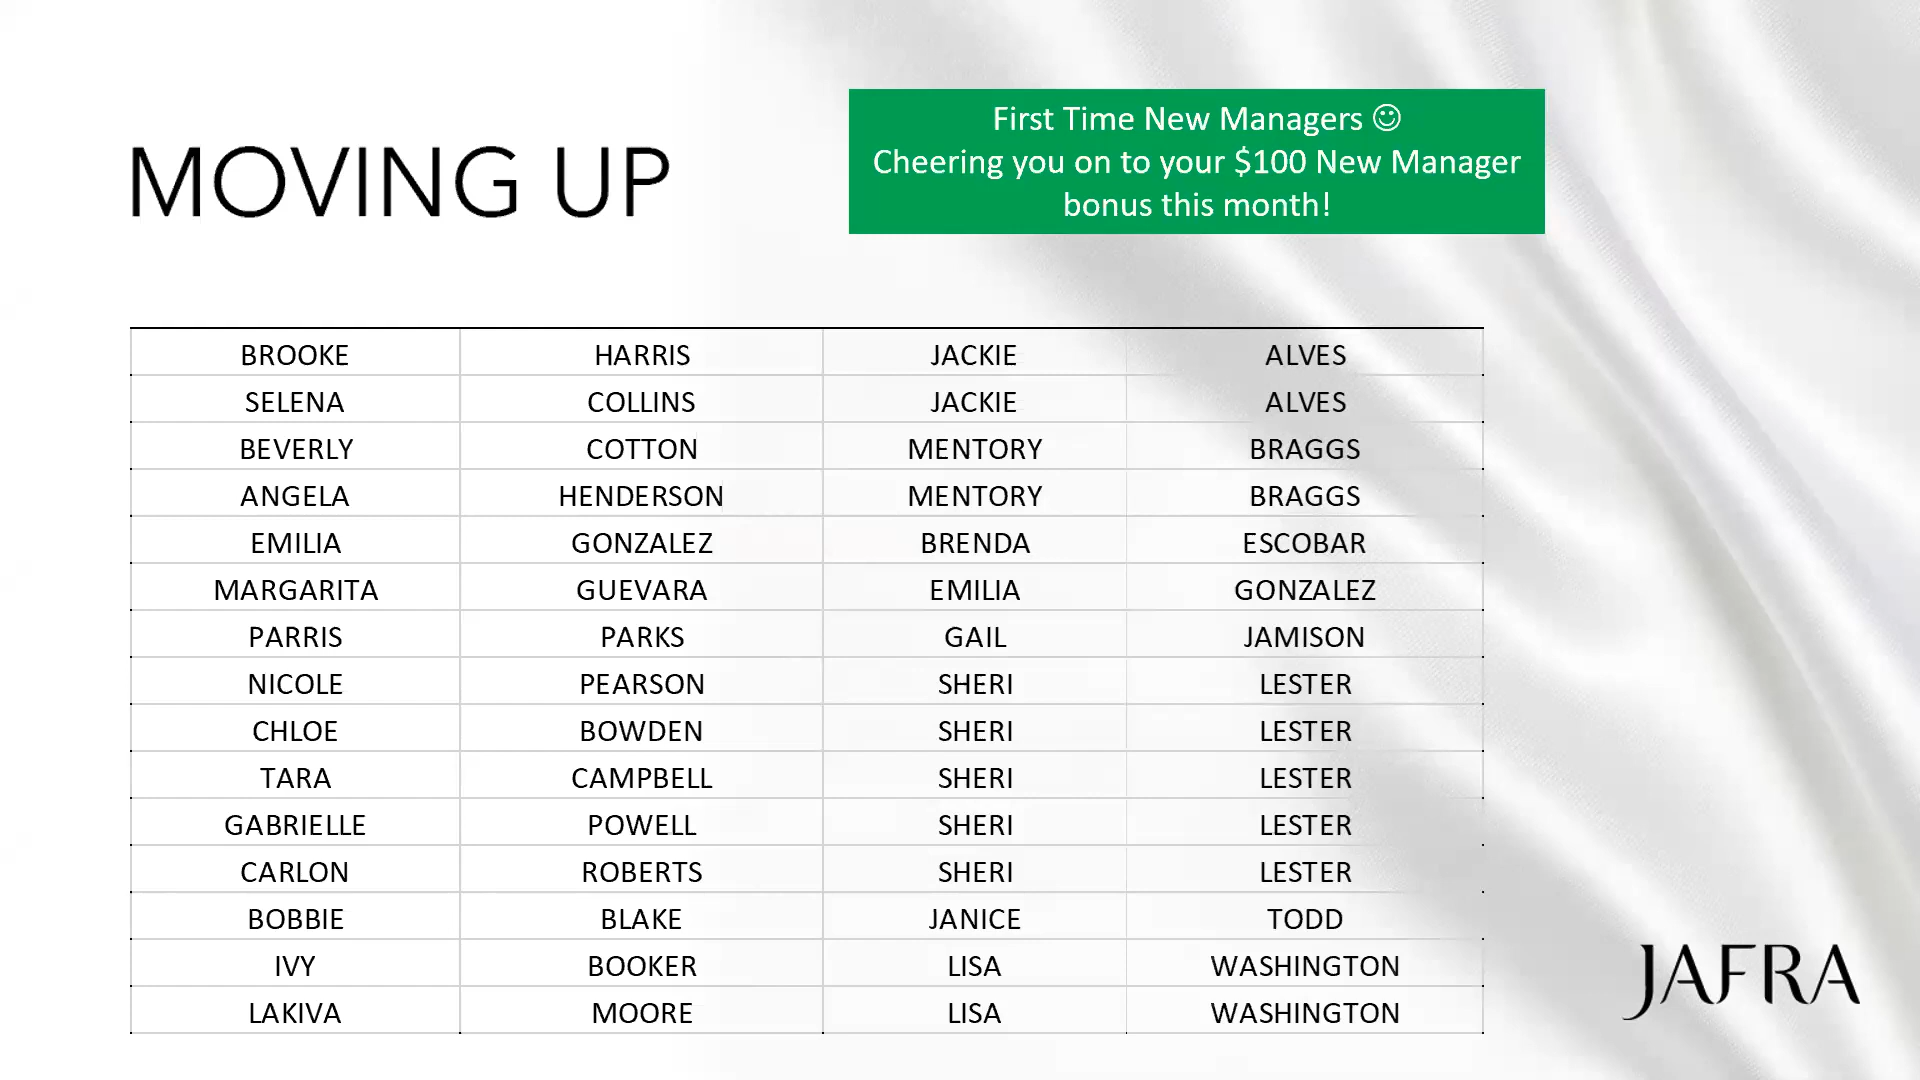 MOVING UP
First Time New Managers ☺
Cheering you on to your $100 New Manager
bonus this month!
BROOKE HARRIS JACKIE ALVES
SELENA COLLINS JACKIE ALVES
BEVERLY COTTON MENTORY BRAGGS
ANGELA HENDERSON MENTORY BRAGGS
EMILIA GONZALEZ BRENDA ESCOBAR
MARGARITA GUEVARA EMILIA GONZALEZ
PARRIS PARKS GAIL JAMISON
NICOLE PEARSON SHERI LESTER
CHLOE BOWDEN SHERI LESTER
TARA CAMPBELL SHERI LESTER
GABRIELLE POWELL SHERI LESTER
CARLON ROBERTS SHERI LESTER
BOBBIE BLAKE JANICE TODD
IVY BOOKER LISA WASHINGTON
LAKIVA MOORE LISA WASHINGTON
JAFRA